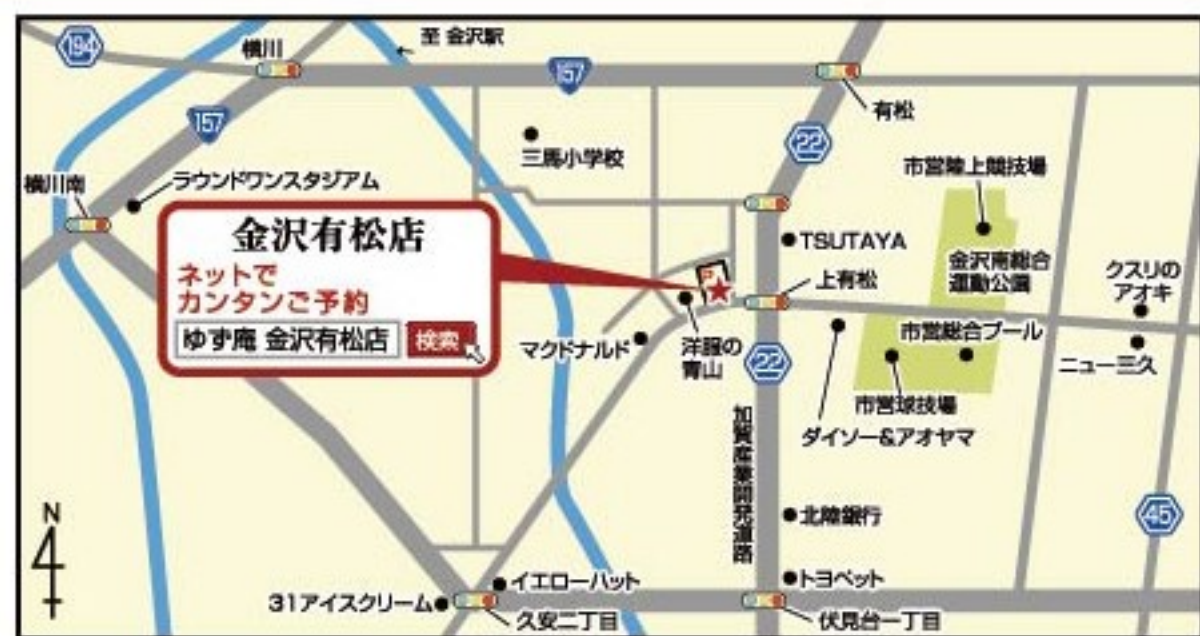 194
横川
← 至 金沢駅
157
157
有松
22
三馬小学校
市営陸上競技場
横川南
ラウンドワンスタジアム
金沢有松店
ネットで
カンタンご予約
ゆず庵 金沢有松店 検索
TSUTAYA
上有松
金沢南総合
運動公園
クスリの
アオキ
P
マクドナルド
洋服の
青山
22
市営総合プール
ニュー三久
市営球技場
ダイソー&アオヤマ
加賀産業開発道路
N
北陸銀行
45
イエローハット
トヨペット
31アイスクリーム
久安二丁目
伏見台一丁目